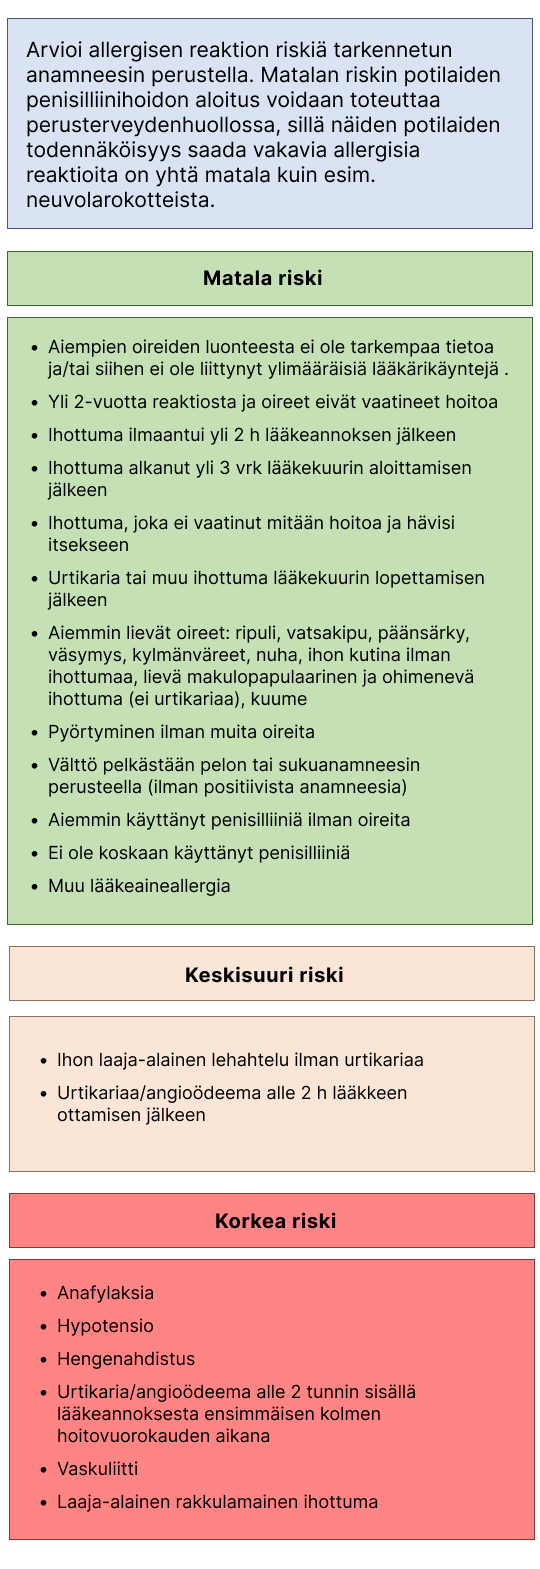 Arvioi allergisen reaktion riskiä tarkennetun
anamneesin perustella. Matalan riskin potilaiden
penisilliinihoidon aloitus voidaan toteuttaa
perusterveydenhuollossa, sillä näiden potilaiden
todennäköisyys saada vakavia allergisia
reaktioita on yhtä matala kuin esim.
neuvolarokotteista.
Matala riski
• Aiempien oireiden luonteesta ei ole tarkempaa tietoa
ja/tai siihen ei ole liittynyt ylimääräisiä lääkärikäyntejä .
• Yli 2-vuotta reaktiosta ja oireet eivät vaatineet hoitoa
• Ihottuma ilmaantui yli 2 h lääkeannoksen jälkeen
• Ihottuma alkanut yli 3 vrk lääkekuurin aloittamisen
jälkeen
• Ihottuma, joka ei vaatinut mitään hoitoa ja hävisi
itsekseen
• Urtikaria tai muu ihottuma lääkekuurin lopettamisen
jälkeen
• Aiemmin lievät oireet: ripuli, vatsakipu, päänsärky,
väsymys, kylmänväreet, nuha, ihon kutina ilman
ihottumaa, lievä makulopapulaarinen ja ohimenevä
ihottuma (ei urtikariaa), kuume
• Pyörtyminen ilman muita oireita
• Välttö pelkästään pelon tai sukuanamneesin
perusteella (ilman positiivista anamneesia)
• Aiemmin käyttänyt penisilliiniä ilman oireita
• Ei ole koskaan käyttänyt penisilliiniä
• Muu lääkeaineallergia
Keskisuuri riski
• Ihon laaja-alainen lehahtelu ilman urtikariaa
• Urtikariaa/angioödeema alle 2 h lääkkeen
ottamisen jälkeen
Korkea riski
• Anafylaksia
• Hypotensio
• Hengenahdistus
• Urtikaria/angioödeema alle 2 tunnin sisällä
lääkeannoksesta ensimmäisen kolmen
hoitovuorokauden aikana
• Vaskuliitti
• Laaja-alainen rakkulamainen ihottuma